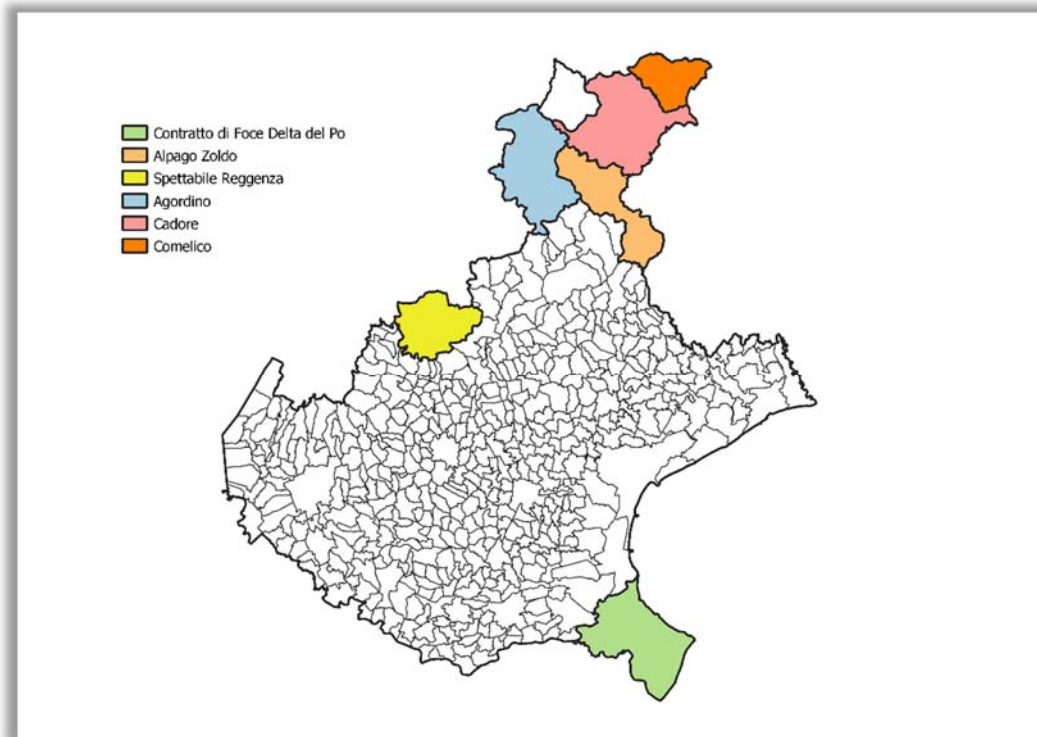 Contratto di Foce Delta del Po
Alpago Zoldo
Spettabile Reggenza
Agordino
Cadore
Comelico